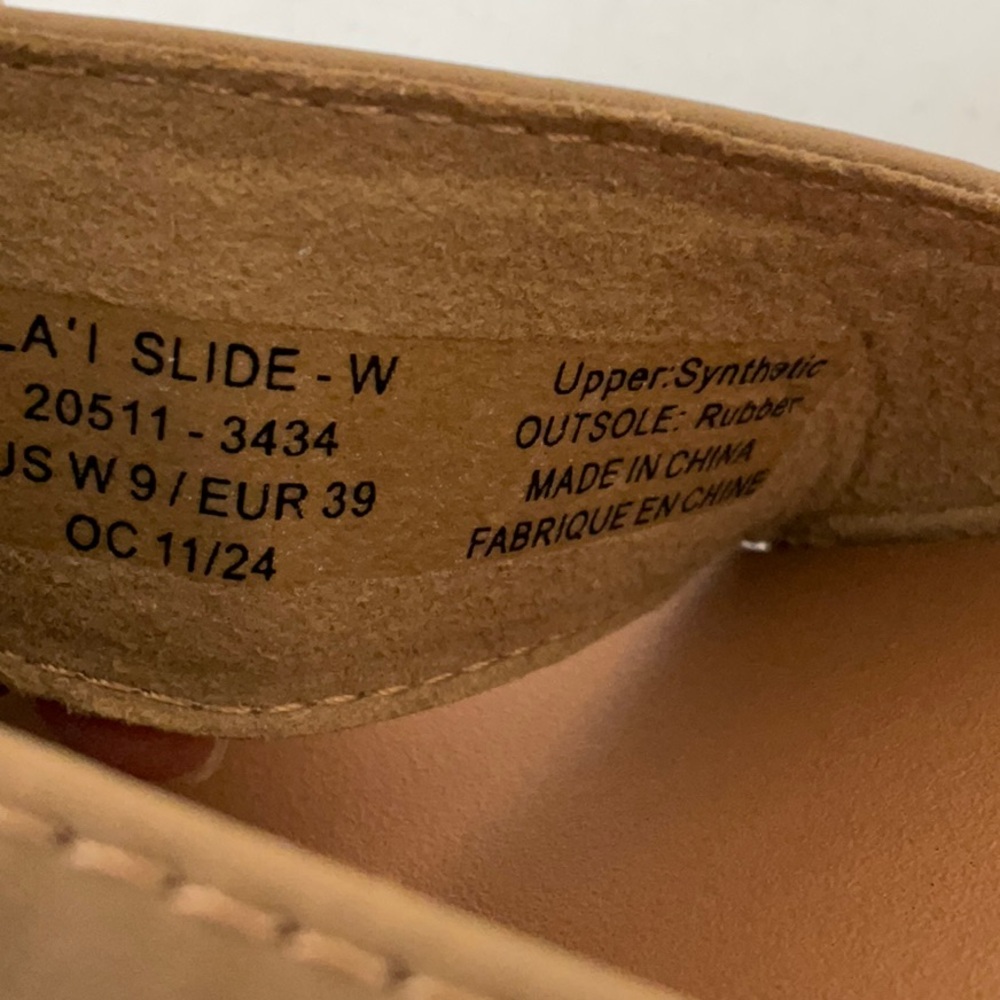 LA'I SLIDE - W
20511 - 3434
US W 9 / EUR 39
OC 11/24
Upper:Synthetic
OUTSOLE: Rubber
MADE IN CHINA
FABRIQUE EN CHINE